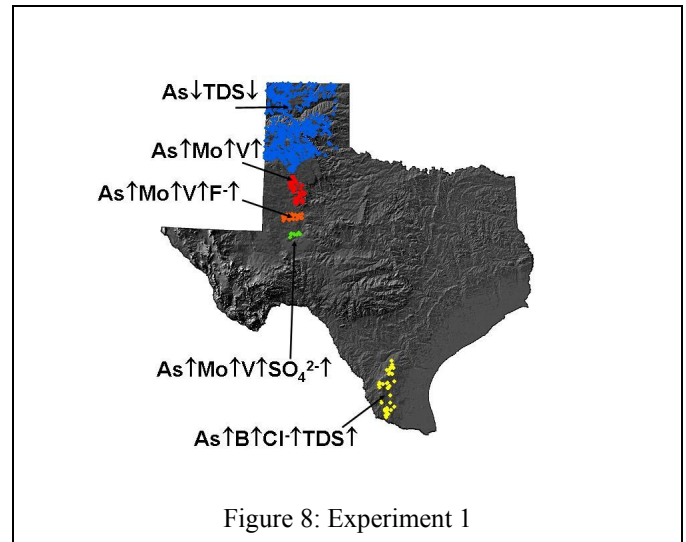 As↓TDS↓
As↑Mo↑V↑
As↑Mo↑V↑F⁻↑
As↑Mo↑V↑SO₄²⁻↑
As↑B↑Cl⁻↑TDS↑
Figure 8: Experiment 1